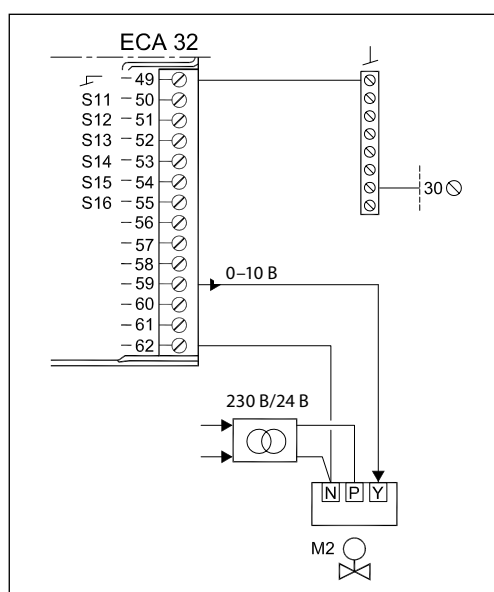 ECA 32
49
S11 50
S12 51
S13 52
S14 53
S15 54
S16 55
56
57
58
59
60
61
62
30
0–10 В
230 В/24 В
N P Y
M2